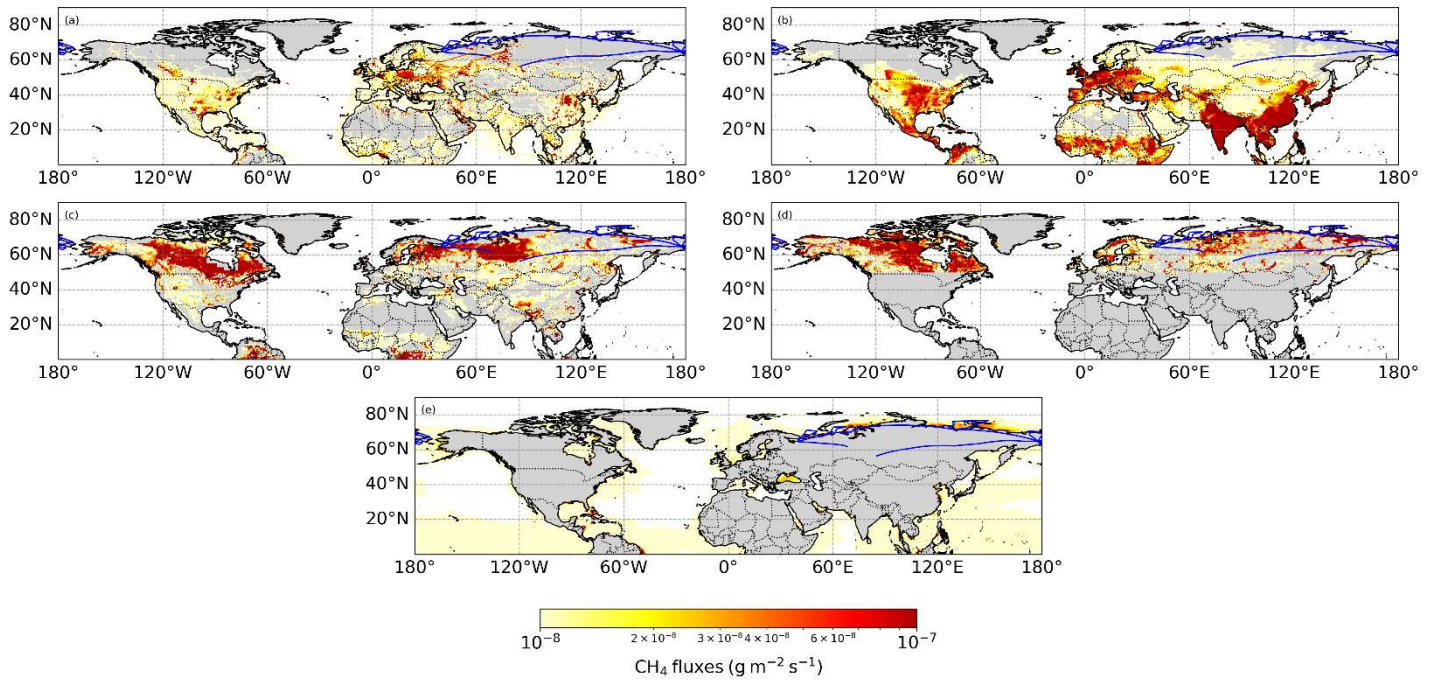 (a)
80°N
60°N
40°N
20°N
180° 120°W 60°W 0° 60°E 120°E 180°
(b)
80°N
60°N
40°N
20°N
180° 120°W 60°W 0° 60°E 120°E 180°
(c)
80°N
60°N
40°N
20°N
180° 120°W 60°W 0° 60°E 120°E 180°
(d)
80°N
60°N
40°N
20°N
180° 120°W 60°W 0° 60°E 120°E 180°
(e)
80°N
60°N
40°N
20°N
180° 120°W 60°W 0° 60°E 120°E 180°
10⁻⁸ 2 × 10⁻⁸ 3 × 10⁻⁸ 4 × 10⁻⁸ 6 × 10⁻⁸ 10⁻⁷
CH₄ fluxes (g m⁻² s⁻¹)